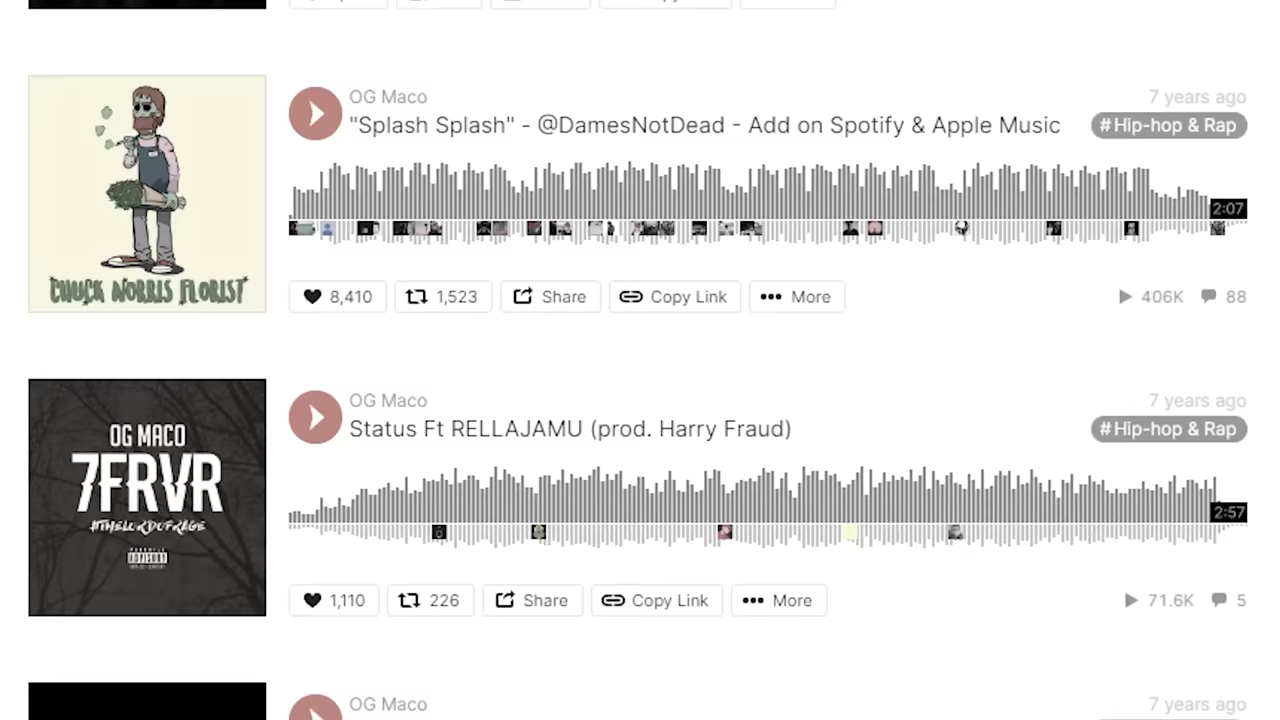 OG Maco
7 years ago
"Splash Splash" - @DamesNotDead - Add on Spotify & Apple Music
#Hip-hop & Rap
2:07
CHUCK NORRIS FLORIST
8,410
1,523
Share
Copy Link
More
406K
88
OG Maco
7 years ago
Status Ft RELLAJAMU (prod. Harry Fraud)
#Hip-hop & Rap
OG MACO
7FRVR
#THELORDOFRAGE
PARENTAL
ADVISORY
2:57
1,110
226
Share
Copy Link
More
71.6K
5
OG Maco
7 years ago